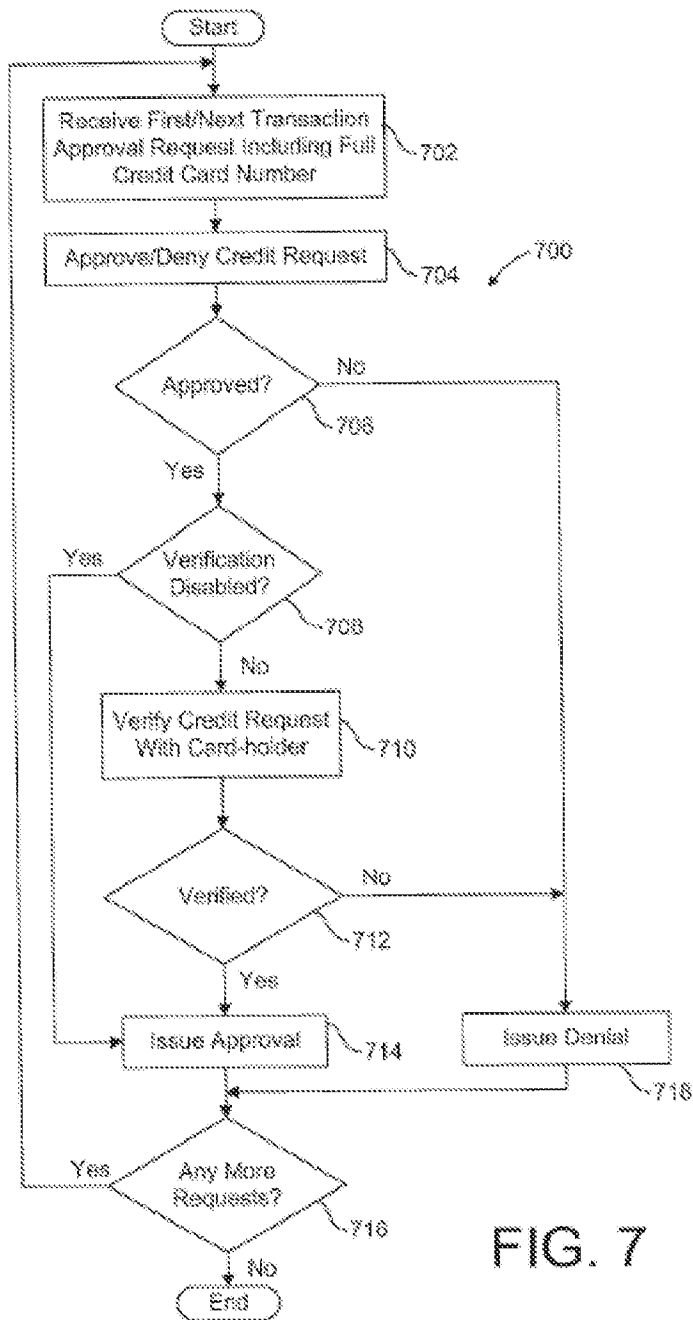 Start
Receive First/Next Transaction
Approval Request Including Full
Credit Card Number
702
Approve/Deny Credit Request
704
700
Approved?
No
706
Yes
Yes
Verification
Disabled?
708
No
Verify Credit Request
With Card-holder
710
Verified?
No
712
Yes
Issue Approval
714
Issue Denial
718
Yes
Any More
Requests?
716
No
End
FIG. 7